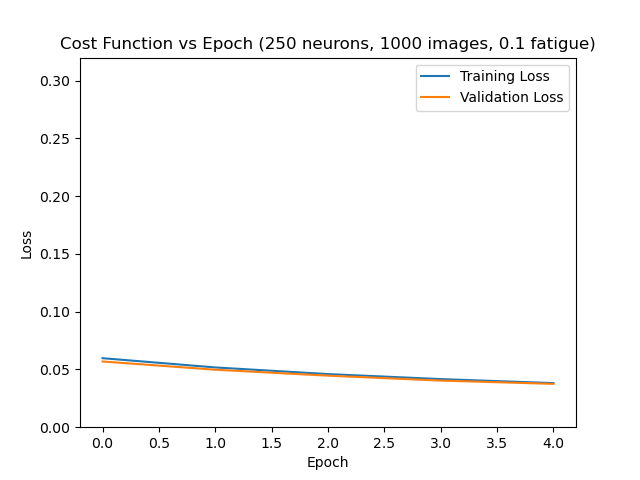 Cost Function vs Epoch (250 neurons, 1000 images, 0.1 fatigue)
Training Loss
Validation Loss
0.30
0.25
0.20
0.15
0.10
0.05
0.00
Loss
0.0 0.5 1.0 1.5 2.0 2.5 3.0 3.5 4.0
Epoch